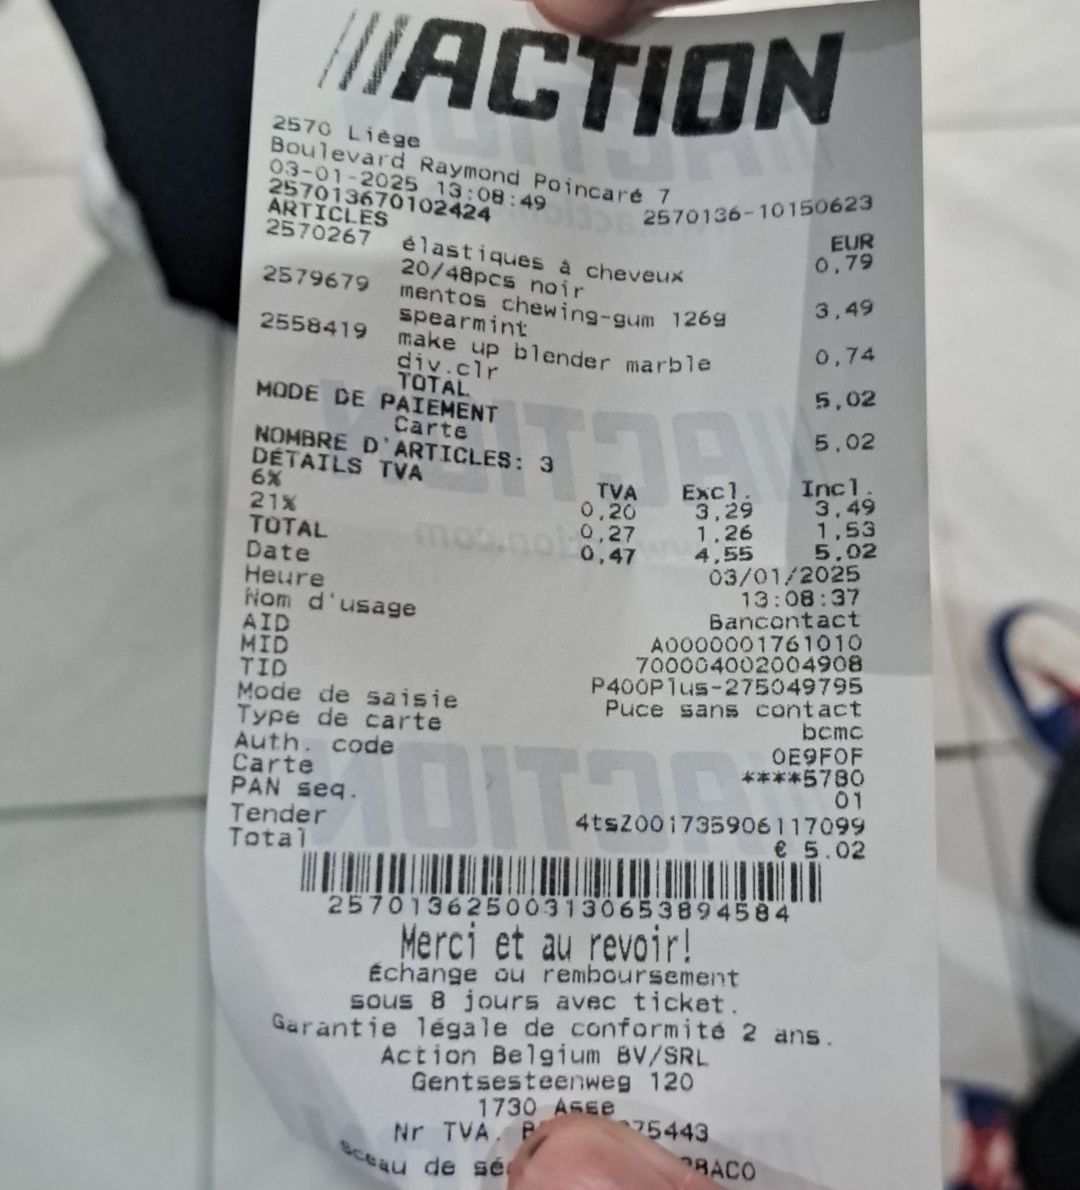 ///ACTION
2570 Liège
Boulevard Raymond Poincaré 7
03-01-2025 13:08:49 2570136-10150623
257013670102424
ARTICLES EUR
2570267 élastiques à cheveux 0,79
20/48pcs noir
2579679 mentos chewing-gum 126g 3,49
spearmint
2558419 make up blender marble 0,74
div.clr
TOTAL 5,02
MODE DE PAIEMENT
Carte 5,02
NOMBRE D'ARTICLES: 3
DÉTAILS TVA TVA Excl. Incl.
6% 0,20 3,29 3,49
21% 0,27 1,26 1,53
TOTAL 0,47 4,55 5,02
Date 03/01/2025
Heure 13:08:37
Nom d'usage Bancontact
AID A0000001761010
MID 700004002004908
TID P400Plus-275049795
Mode de saisie Puce sans contact
Type de carte bcmc
Auth. code 0E9F0F
Carte ****5780
PAN seq. 01
Tender 4tsZ001735906117099
Total € 5.02
257013625003130653894584
Merci et au revoir!
Échange ou remboursement
sous 8 jours avec ticket.
Garantie légale de conformité 2 ans.
Action Belgium BV/SRL
Gentsesteenweg 120
1730 Asse
Nr TVA. 75443
de